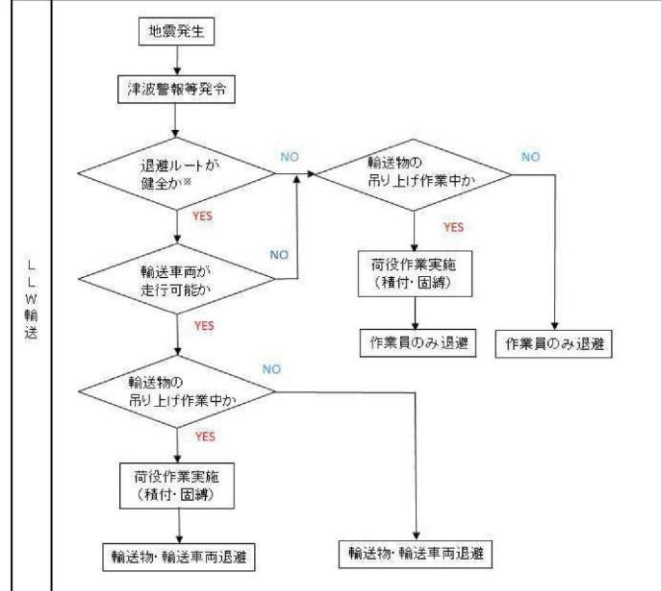 LLW輸送
地震発生
津波警報等発令
退避ルートが
健全か※
NO
YES
輸送物の
吊り上げ作業中か
NO
YES
輸送車両が
走行可能か
NO
YES
荷役作業実施
(積付・固縛)
作業員のみ退避
作業員のみ退避
輸送物の
吊り上げ作業中か
NO
YES
荷役作業実施
(積付・固縛)
輸送物・輸送車両退避
輸送物・輸送車両退避